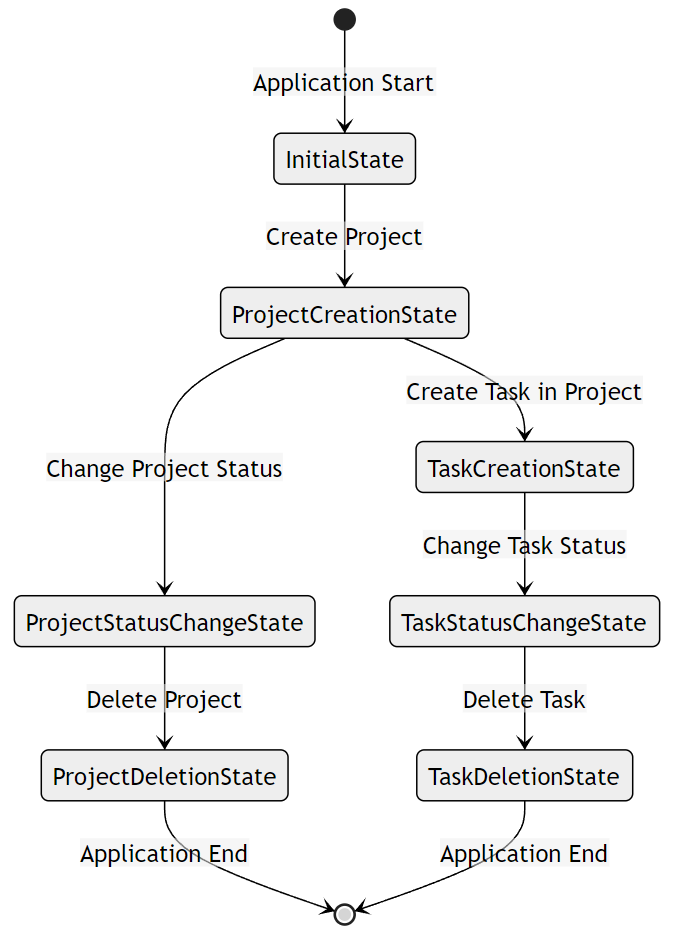 Application Start
InitialState
Create Project
ProjectCreationState
Create Task in Project
Change Project Status
TaskCreationState
Change Task Status
ProjectStatusChangeState
TaskStatusChangeState
Delete Project
Delete Task
ProjectDeletionState
TaskDeletionState
Application End
Application End